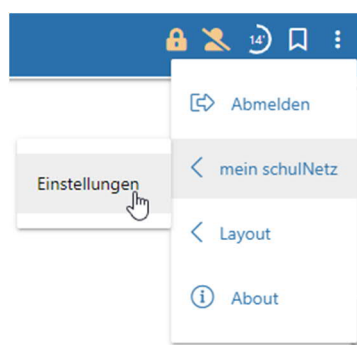 14'
Abmelden
mein schulNetz
Einstellungen
Layout
About